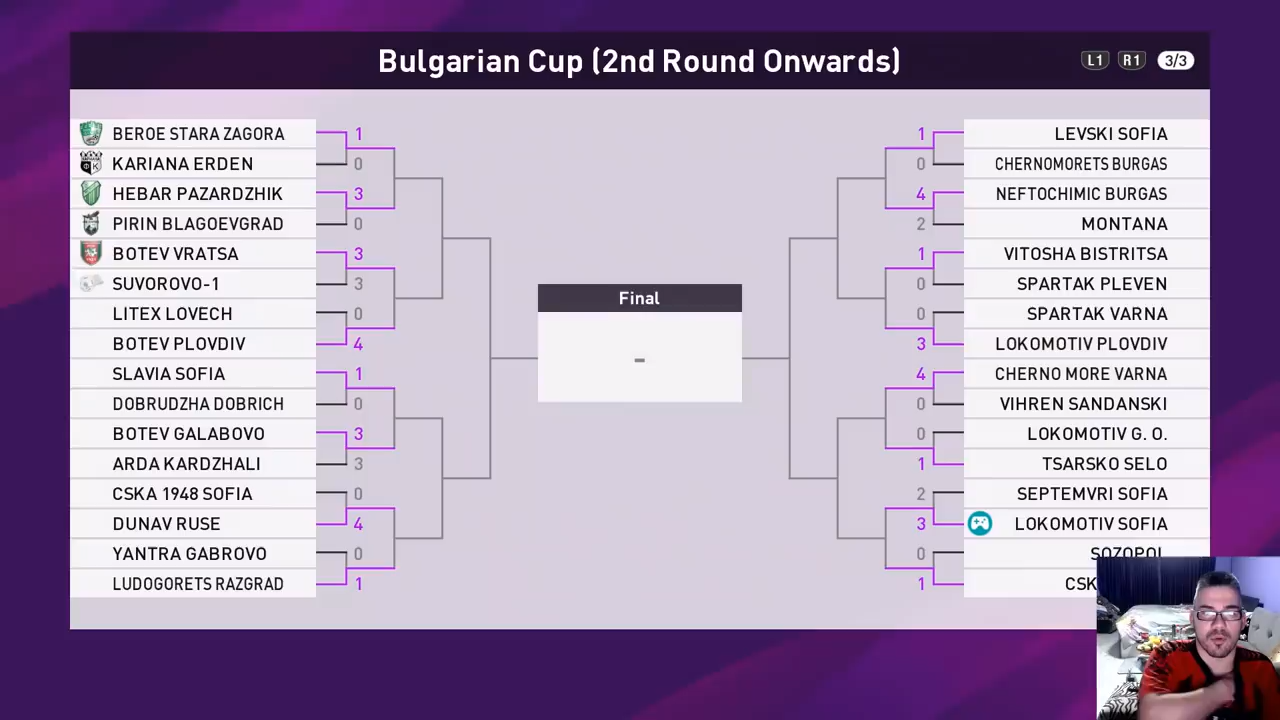 Bulgarian Cup (2nd Round Onwards)
L1 R1 3/3
BEROE STARA ZAGORA 1
KARIANA ERDEN 0
HEBAR PAZARDZHIK 3
PIRIN BLAGOEVGRAD 0
BOTEV VRATSA 3
SUVOROVO-1 3
LITEX LOVECH 0
BOTEV PLOVDIV 4
SLAVIA SOFIA 1
DOBRUDZHA DOBRICH 0
BOTEV GALABOVO 3
ARDA KARDZHALI 3
CSKA 1948 SOFIA 0
DUNAV RUSE 4
YANTRA GABROVO 0
LUDOGORETS RAZGRAD 1
Final
-
1 LEVSKI SOFIA
0 CHERNOMORETS BURGAS
4 NEFTOCHIMIC BURGAS
2 MONTANA
1 VITOSHA BISTRITSA
0 SPARTAK PLEVEN
0 SPARTAK VARNA
3 LOKOMOTIV PLOVDIV
4 CHERNO MORE VARNA
0 VIHREN SANDANSKI
0 LOKOMOTIV G. O.
1 TSARSKO SELO
2 SEPTEMVRI SOFIA
3 LOKOMOTIV SOFIA
0 SOZOPOL
1 CSK